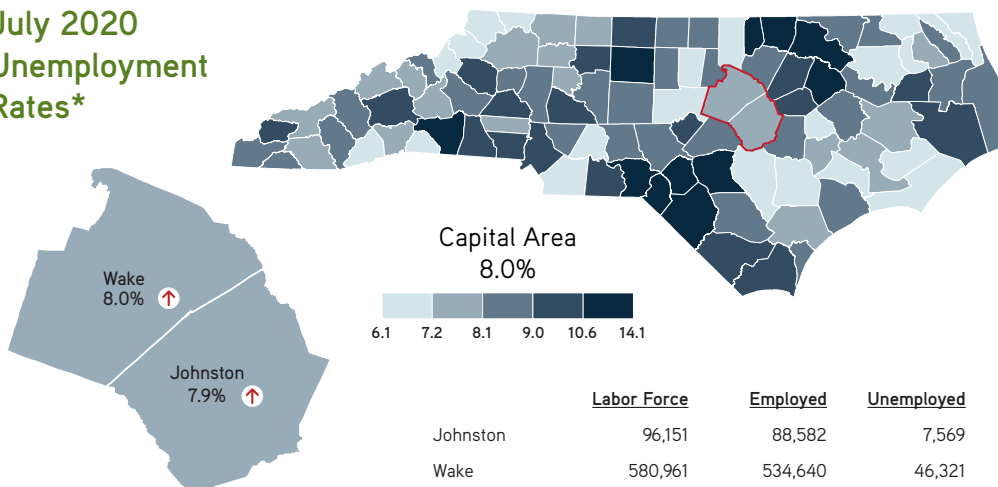 July 2020
Unemployment
Rates*
Capital Area
8.0%
6.1 7.2 8.1 9.0 10.6 14.1
Wake
8.0%
Johnston
7.9%
Labor Force Employed Unemployed
Johnston 96,151 88,582 7,569
Wake 580,961 534,640 46,321